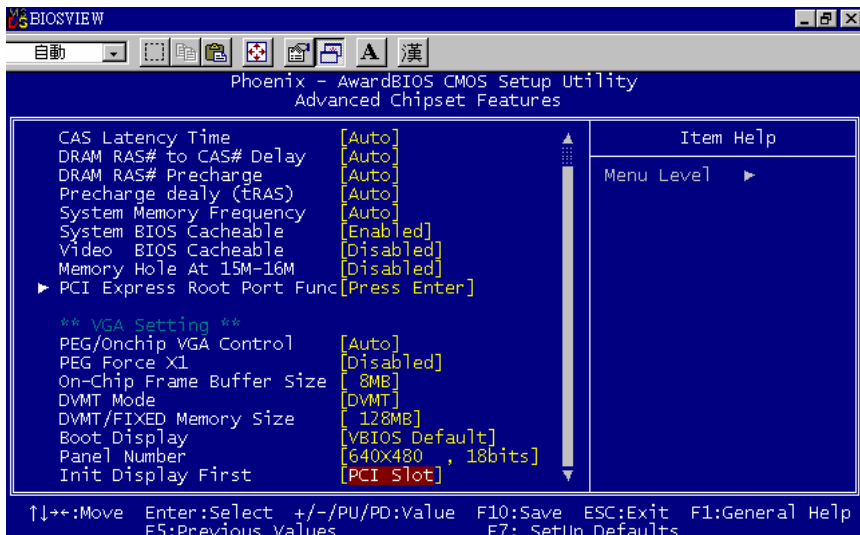 BIOSVIEW
自動 A 漢
Phoenix - AwardBIOS CMOS Setup Utility
Advanced Chipset Features
CAS Latency Time [Auto]
DRAM RAS# to CAS# Delay [Auto]
DRAM RAS# Precharge [Auto]
Precharge dealy (tRAS) [Auto]
System Memory Frequency [Auto]
System BIOS Cacheable [Enabled]
Video BIOS Cacheable [Disabled]
Memory Hole At 15M-16M [Disabled]
► PCI Express Root Port Func[Press Enter]
** VGA Setting **
PEG/Onchip VGA Control [Auto]
PEG Force X1 [Disabled]
On-Chip Frame Buffer Size [ 8MB]
DVMT Mode [DVMT]
DVMT/FIXED Memory Size [ 128MB]
Boot Display [VBIOS Default]
Panel Number [640X480 , 18bits]
Init Display First [PCI Slot]
Item Help
Menu Level ►
↑↓→←:Move Enter:Select +/-/PU/PD:Value F10:Save ESC:Exit F1:General Help
F5:Previous Values F7: Setup Defaults